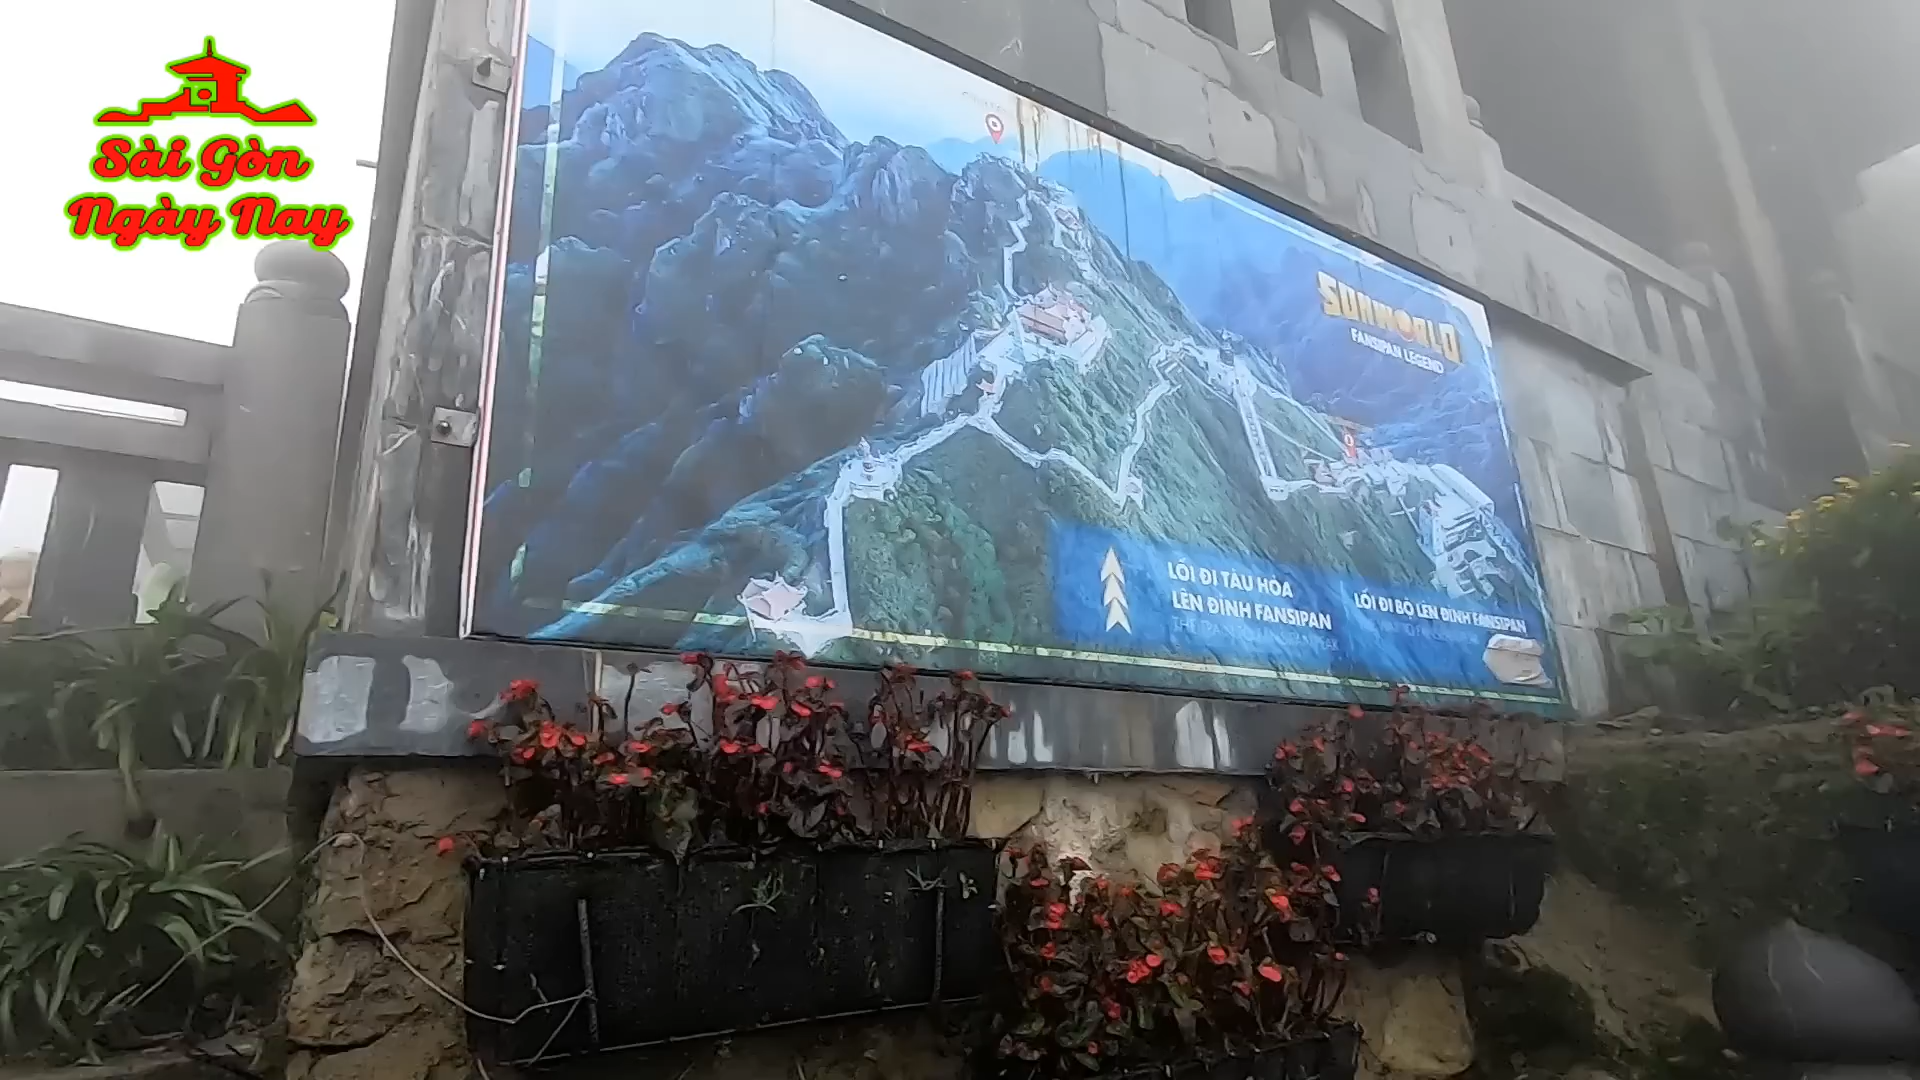 Sài Gòn
Ngày Nay
SUNWORLD
FANSIPAN LEGEND
LỐI ĐI TÀU HỎA
LÊN ĐỈNH FANSIPAN
LỐI ĐI BỘ LÊN ĐỈNH FANSIPAN